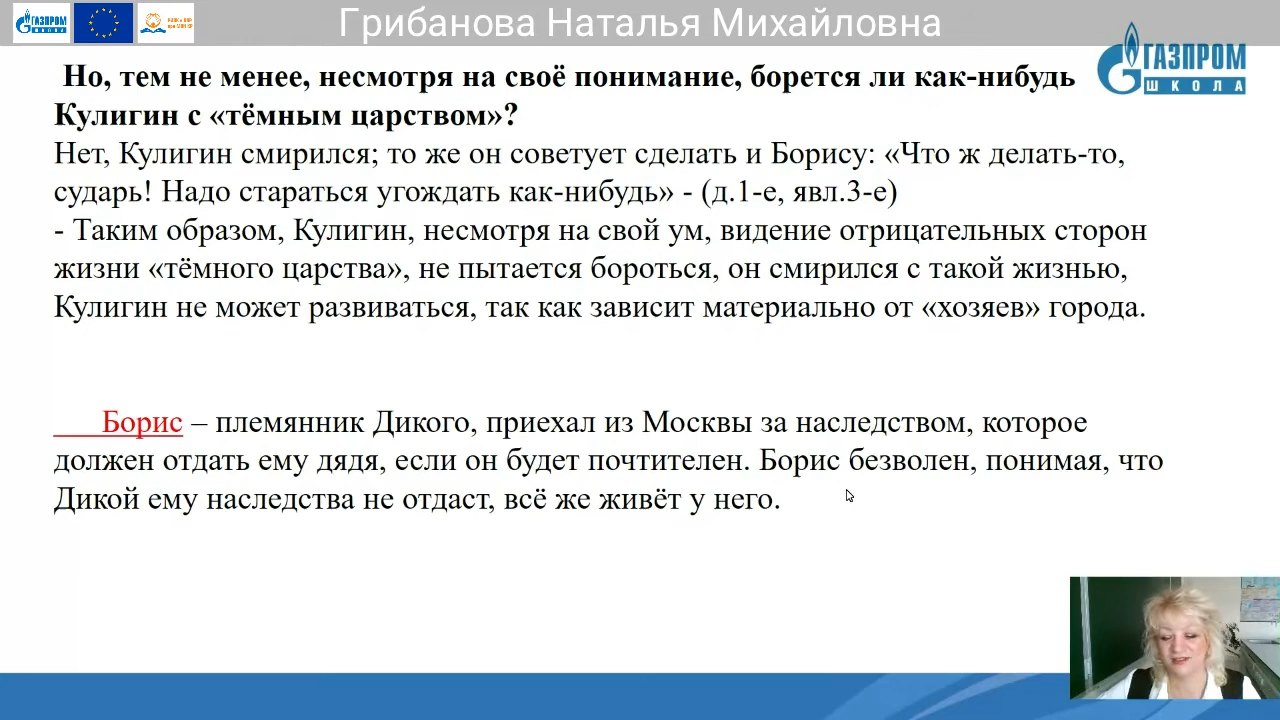 Грибанова Наталья Михайловна
ГАЗПРОМ
ШКОЛА
ГАЗПРОМ
ШКОЛА
Но, тем не менее, несмотря на своё понимание, борется ли как-нибудь
Кулигин с «тёмным царством»?
Нет, Кулигин смирился; то же он советует сделать и Борису: «Что ж делать-то,
сударь! Надо стараться угождать как-нибудь» - (д.1-е, явл.3-е)
- Таким образом, Кулигин, несмотря на свой ум, видение отрицательных сторон
жизни «тёмного царства», не пытается бороться, он смирился с такой жизнью,
Кулигин не может развиваться, так как зависит материально от «хозяев» города.
Борис – племянник Дикого, приехал из Москвы за наследством, которое
должен отдать ему дядя, если он будет почтителен. Борис безволен, понимая, что
Дикой ему наследства не отдаст, всё же живёт у него.